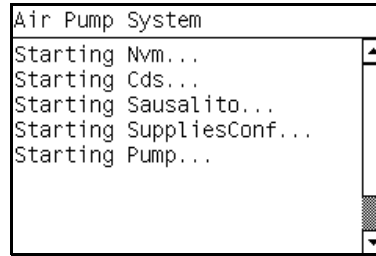 Air Pump System
Starting Nvm...
Starting Cds...
Starting Sausalito...
Starting SuppliesConf...
Starting Pump...